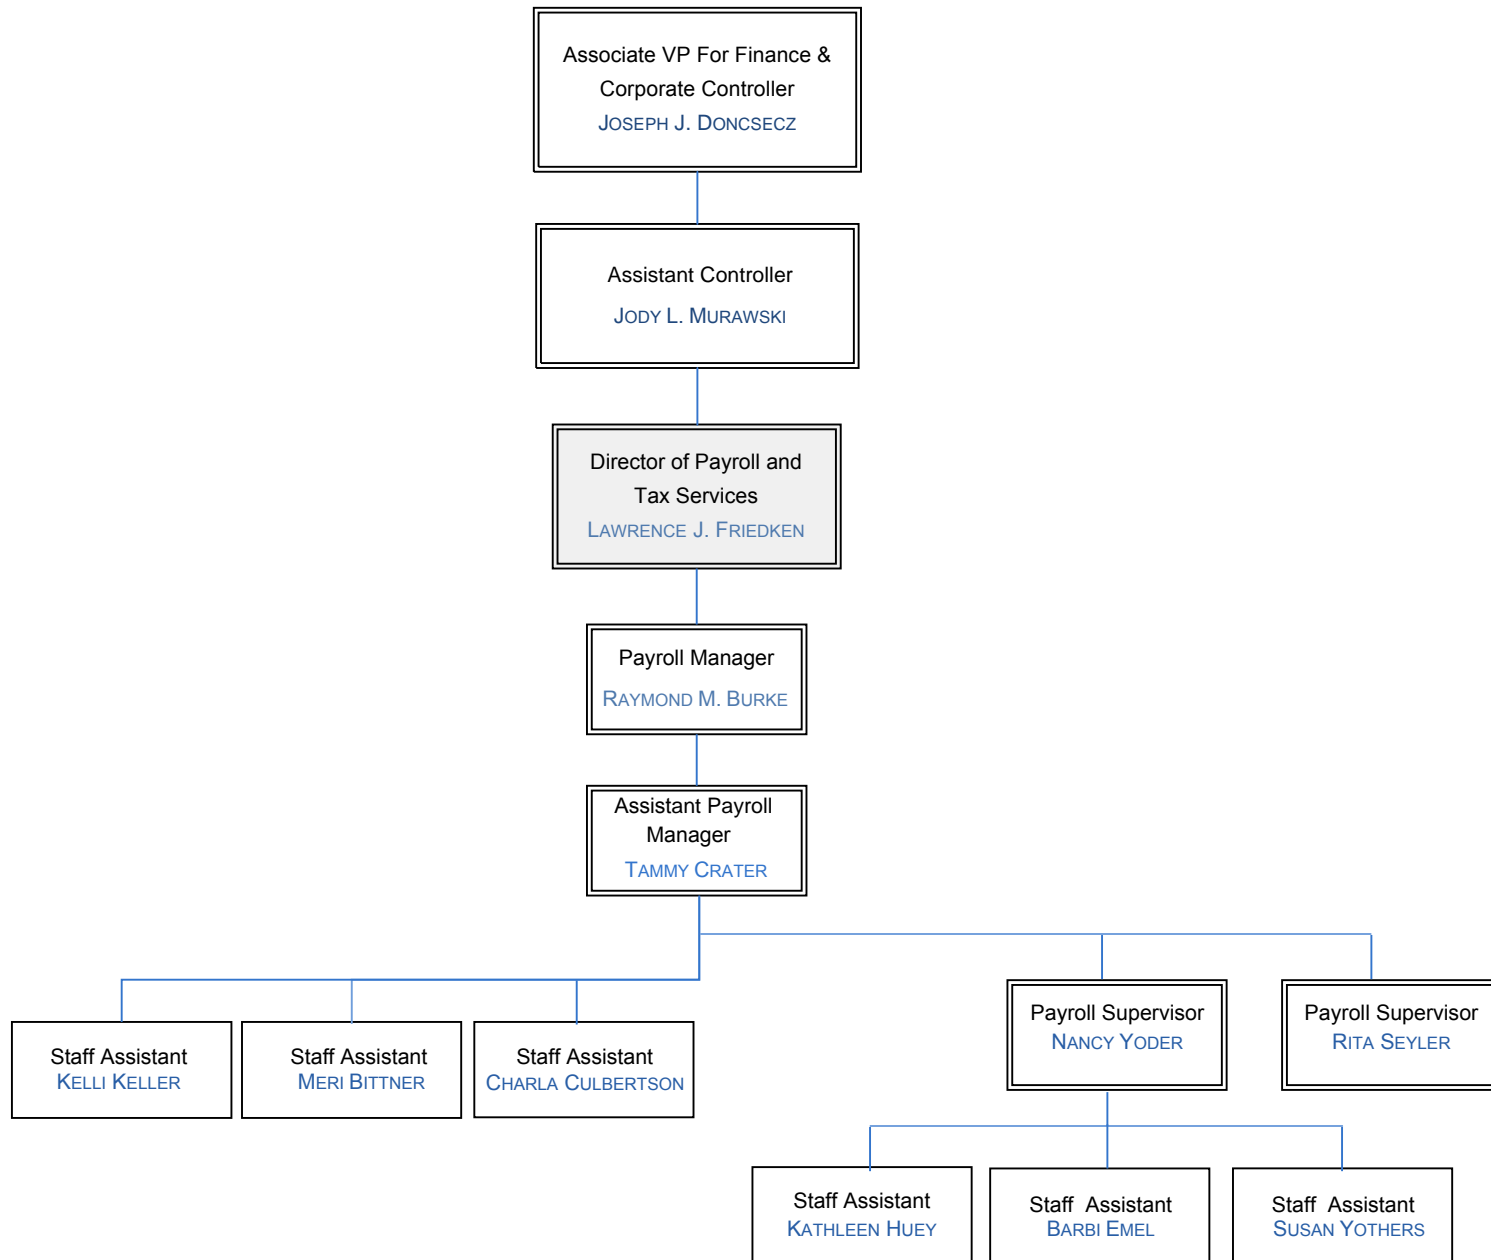 Associate VP For Finance &
Corporate Controller
JOSEPH J. DONCSECZ
Assistant Controller
JODY L. MURAWSKI
Director of Payroll and
Tax Services
LAWRENCE J. FRIEDKEN
Payroll Manager
RAYMOND M. BURKE
Assistant Payroll
Manager
TAMMY CRATER
Staff Assistant
KELLI KELLER
Staff Assistant
MERI BITTNER
Staff Assistant
CHARLA CULBERTSON
Payroll Supervisor
NANCY YODER
Payroll Supervisor
RITA SEYLER
Staff Assistant
KATHLEEN HUEY
Staff Assistant
BARBI EMEL
Staff Assistant
SUSAN YOTHERS